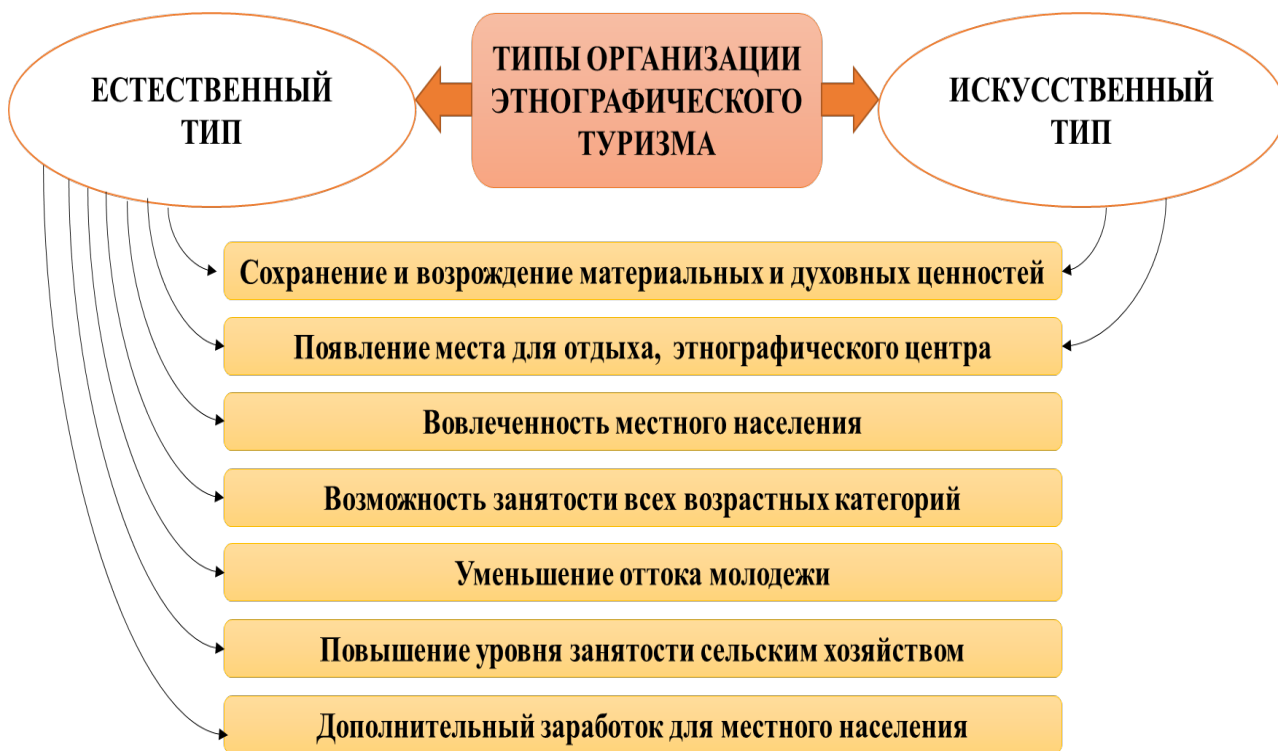 ЕСТЕСТВЕННЫЙ
ТИП
ТИПЫ ОРГАНИЗАЦИИ
ЭТНОГРАФИЧЕСКОГО
ТУРИЗМА
ИСКУССТВЕННЫЙ
ТИП
Сохранение и возрождение материальных и духовных ценностей
Появление места для отдыха, этнографического центра
Вовлеченность местного населения
Возможность занятости всех возрастных категорий
Уменьшение оттока молодежи
Повышение уровня занятости сельским хозяйством
Дополнительный заработок для местного населения